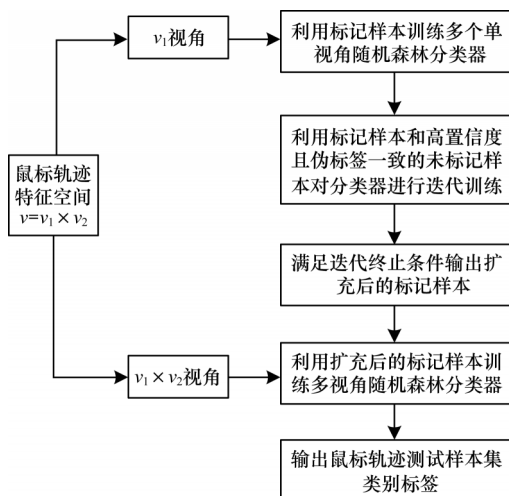 v₁视角
利用标记样本训练多个单
视角随机森林分类器
利用标记样本和高置信度
且伪标签一致的未标记样
本对分类器进行迭代训练
鼠标轨迹
特征空间
v=v₁×v₂
满足迭代终止条件输出扩
充后的标记样本
v₁×v₂视角
利用扩充后的标记样本训
练多视角随机森林分类器
输出鼠标轨迹测试样本集
类别标签